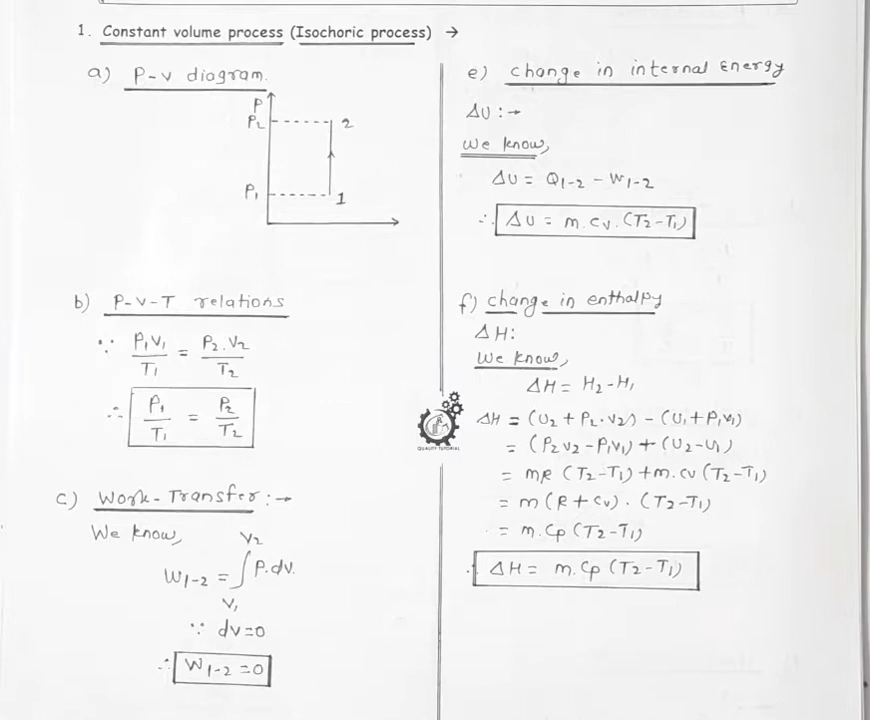 1. Constant volume process (Isochoric process) →
a) P-v diagram.
P
P2
2
P1
1
b) P-v-T relations
∵ P1V1/T1 = P2.V2/T2
∴ P1/T1 = P2/T2
c) Work-Transfer:→
We know,
W1-2 = ∫V1V2 P.dv.
∵ dv=0
∴ W1-2=0
e) change in internal Energy
ΔU:→
We know,
ΔU = Q1-2 - W1-2
∴ ΔU = m.Cv.(T2-T1)
f) change in enthalpy
ΔH:
We know,
ΔH = H2-H1
ΔH = (U2+P2.V2) - (U1+P1V1)
= (P2V2-P1V1) + (U2-U1)
= mR (T2-T1)+m.Cv(T2-T1)
= m(R+Cv).(T2-T1)
= m.Cp(T2-T1)
∴ ΔH = m.Cp(T2-T1)
QUALITY TUTORIAL